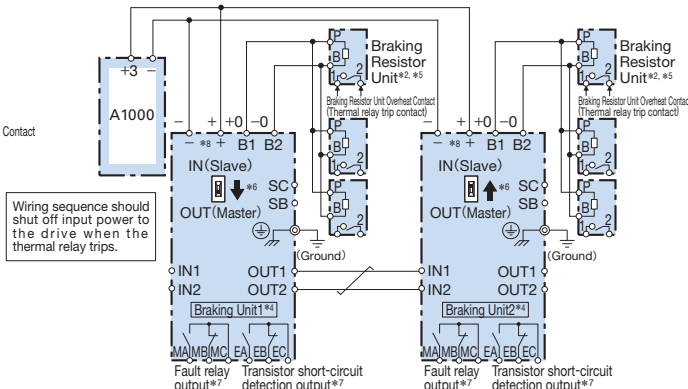 +3 −
A1000
Contact
Wiring sequence should
shut off input power to
the drive when the
thermal relay trips.
P
B
1 2
Braking
Resistor
Unit*2, *5
Braking Resistor Unit Overheat Contact
(Thermal relay trip contact)
P
B
1 2
P
B
1 2
− + +0 −0
− *8 + B1 B2
IN(Slave)
*6
OUT(Master)
SC
SB
(Ground)
IN1
IN2
OUT1
OUT2
Braking Unit1*4
MA MB MC EA EB EC
Fault relay
output*7
Transistor short-circuit
detection output*7
P
B
1 2
Braking
Resistor
Unit*2, *5
Braking Resistor Unit Overheat Contact
(Thermal relay trip contact)
P
B
1 2
P
B
1 2
− + +0 −0
− *8 + B1 B2
IN(Slave)
*6
OUT(Master)
SC
SB
(Ground)
IN1
IN2
OUT1
OUT2
Braking Unit2*4
MA MB MC EA EB EC
Fault relay
output*7
Transistor short-circuit
detection output*7